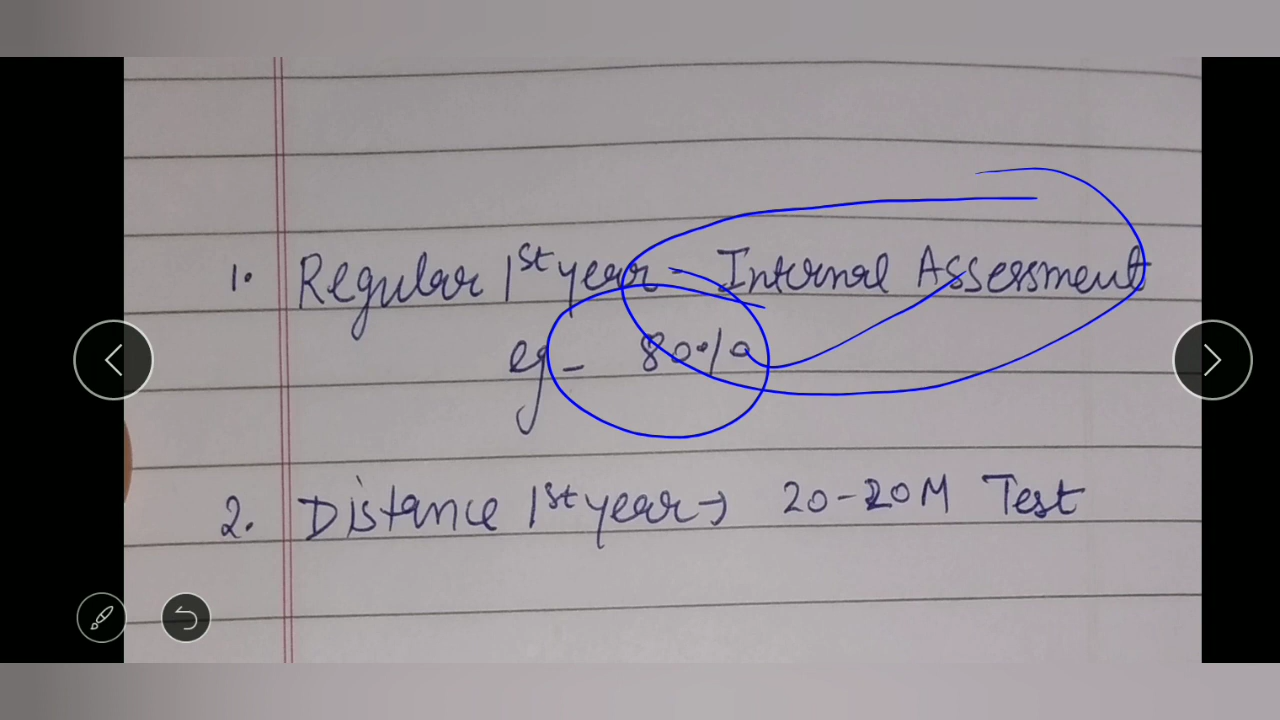 1. Regular 1st year - Internal Assessment
eg - 80%
2. Distance 1st year → 20-20M Test